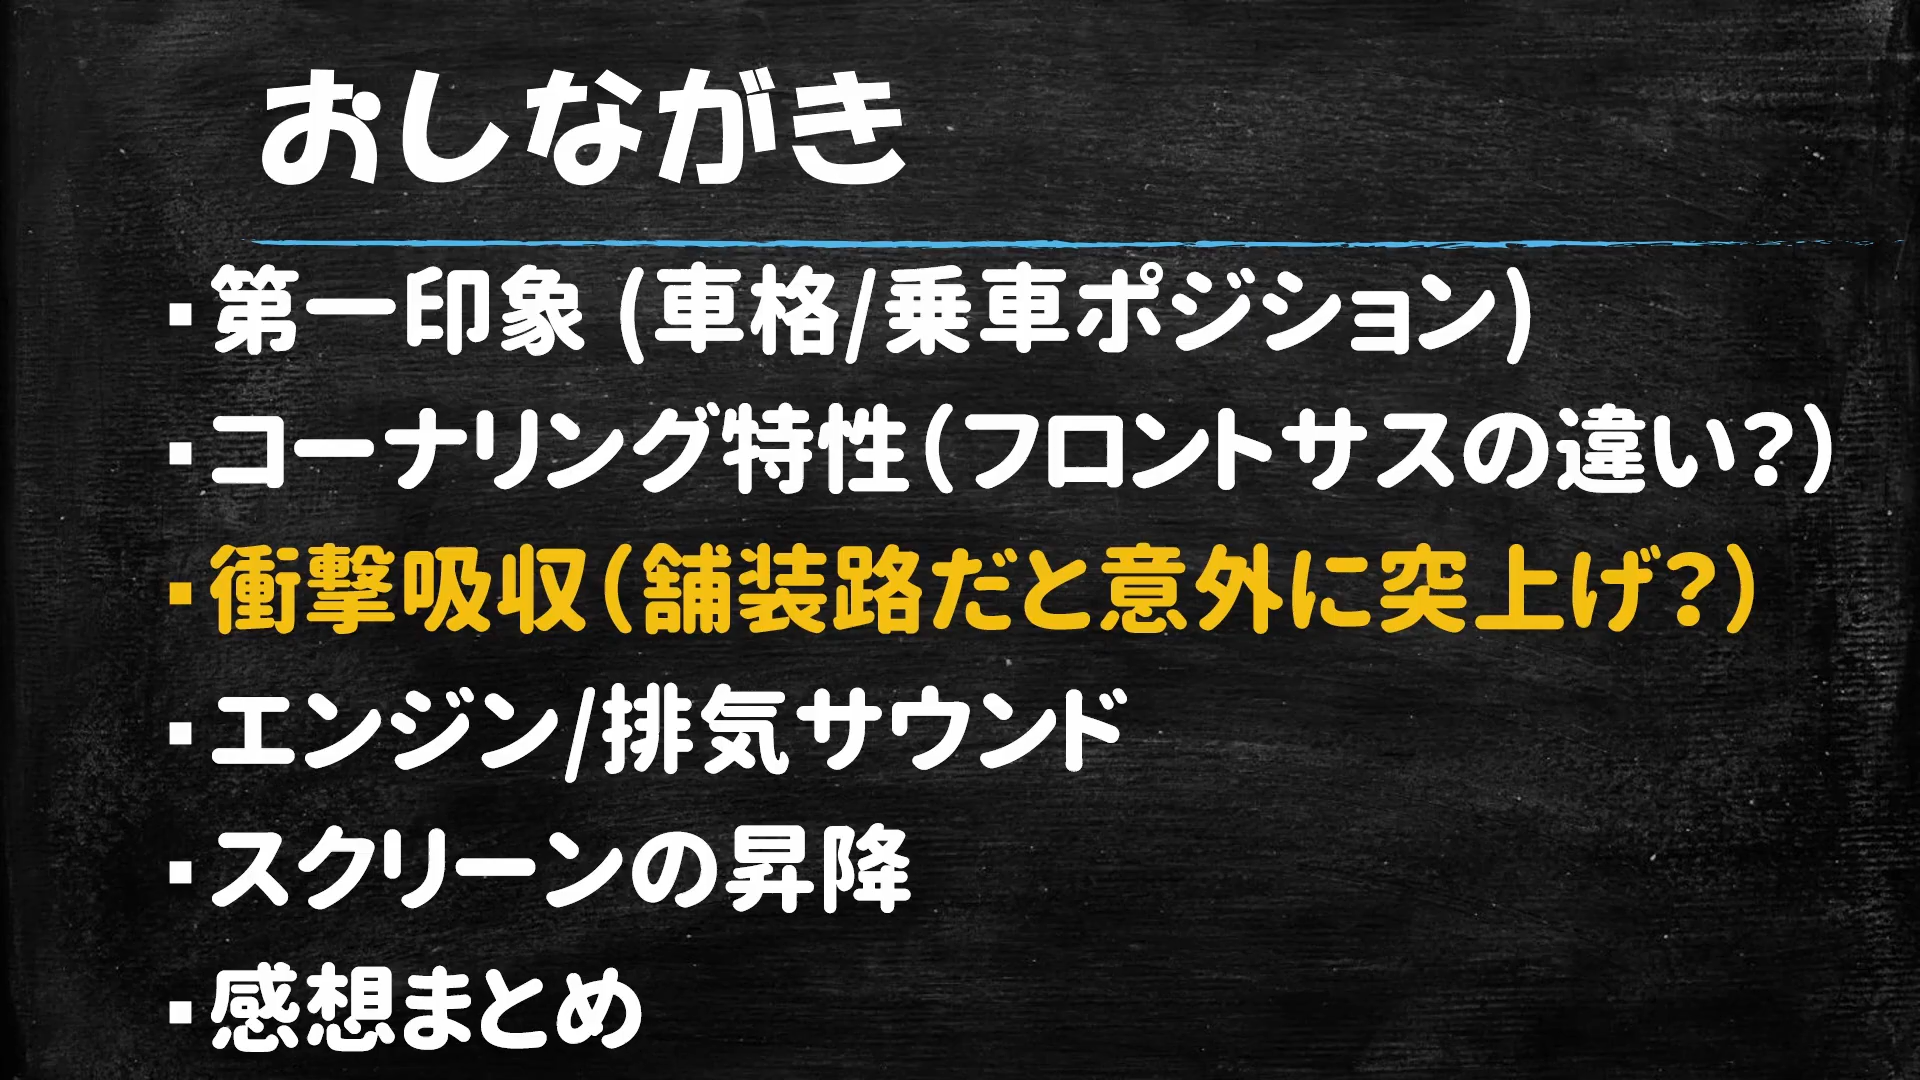 おしながき
▪第一印象 (車格/乗車ポジション)
▪コーナリング特性(フロントサスの違い?)
▪衝撃吸収(舗装路だと意外に突上げ?)
▪エンジン/排気サウンド
▪スクリーンの昇降
▪感想まとめ